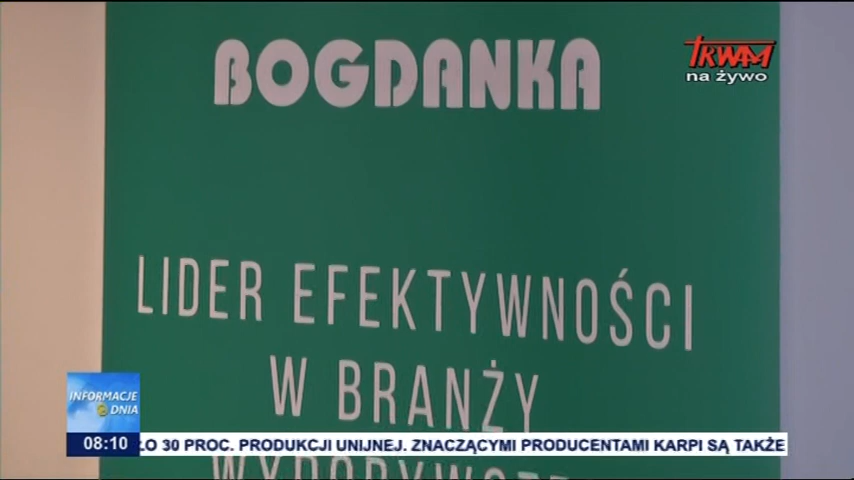 BOGDANKA
TRWAM
na żywo
LIDER EFEKTYWNOŚCI
W BRANŻY
INFORMACJE
DNIA
08:10
ŁO 30 PROC. PRODUKCJI UNIJNEJ. ZNACZĄCYMI PRODUCENTAMI KARPI SĄ TAKŻE